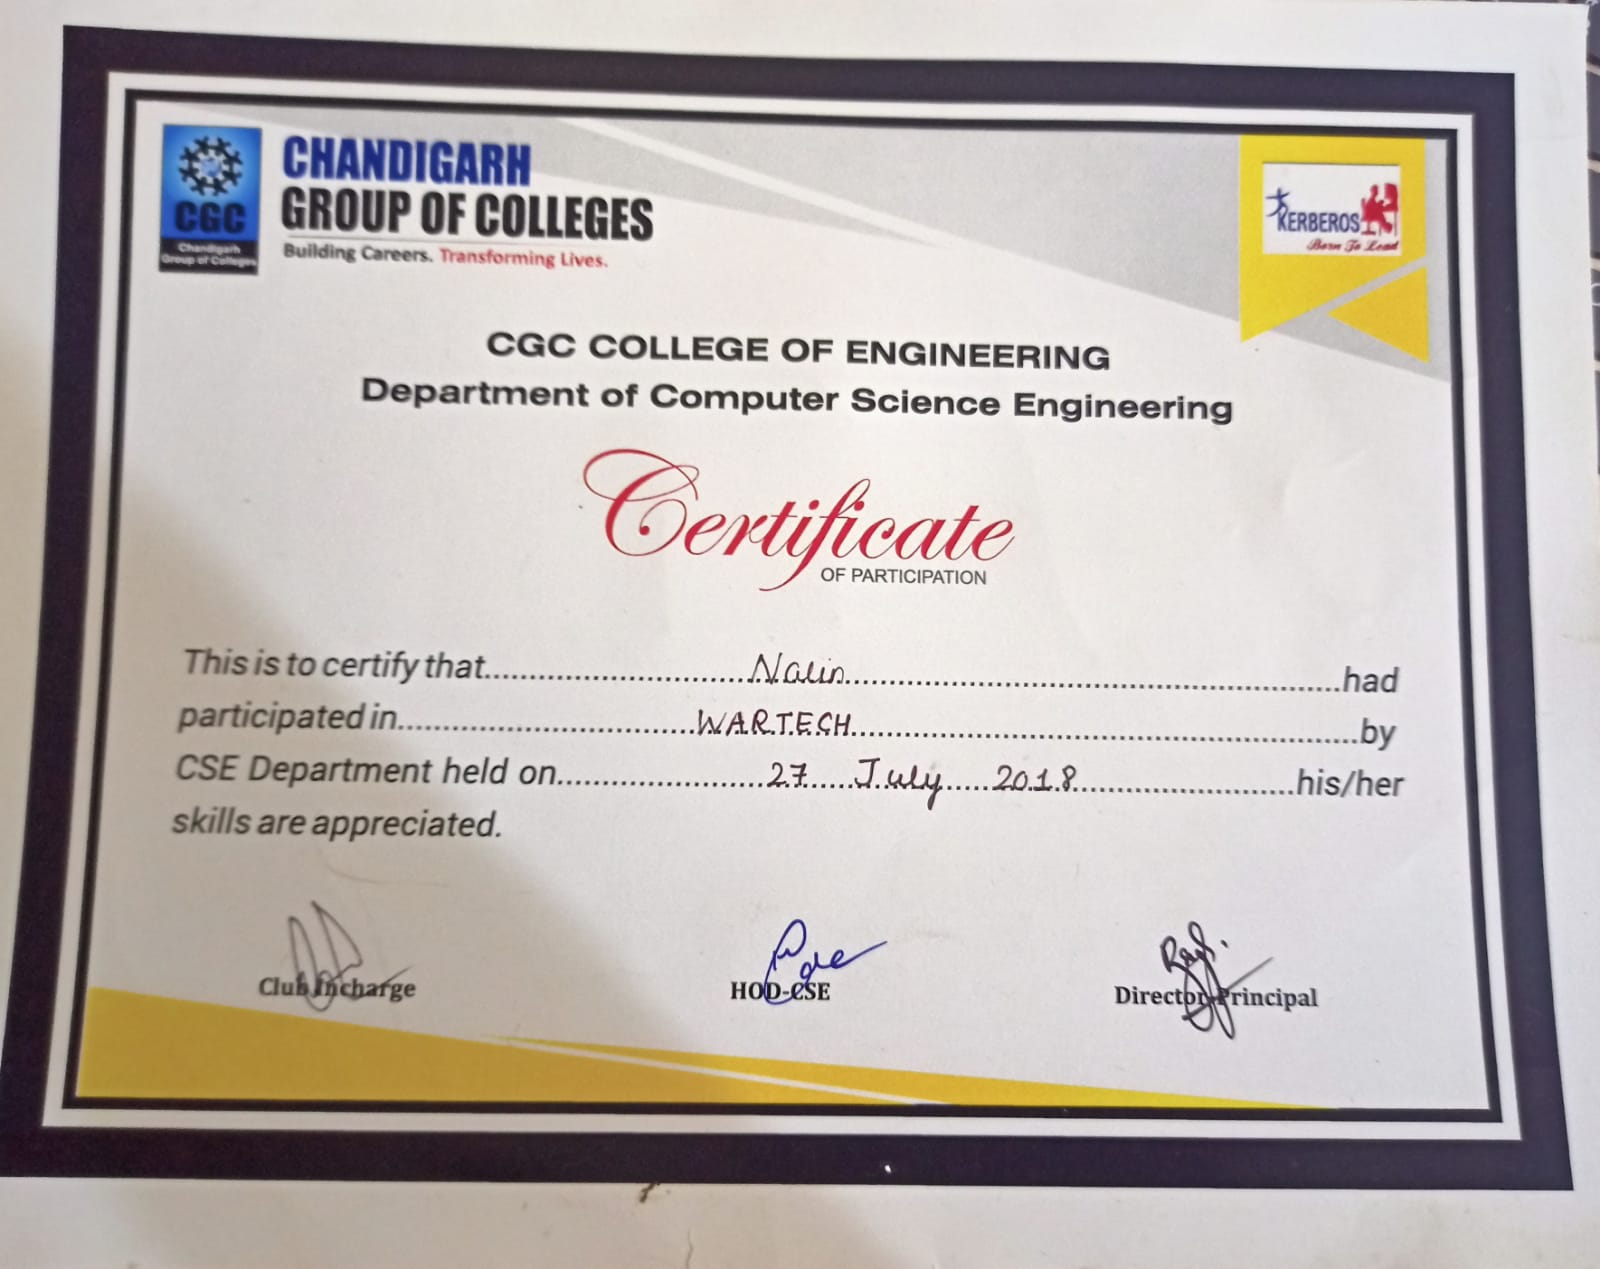 CHANDIGARH
GROUP OF COLLEGES
Building Careers. Transforming Lives.
CGC
Chandigarh
Group of Colleges
KERBEROS
Born To Lead
CGC COLLEGE OF ENGINEERING
Department of Computer Science Engineering
Certificate
OF PARTICIPATION
This is to certify that.....Nalin.....had
participated in.....WARTECH.....by
CSE Department held on.....27 July 2018.....his/her
skills are appreciated.
Club Incharge
HOD-CSE
Director Principal